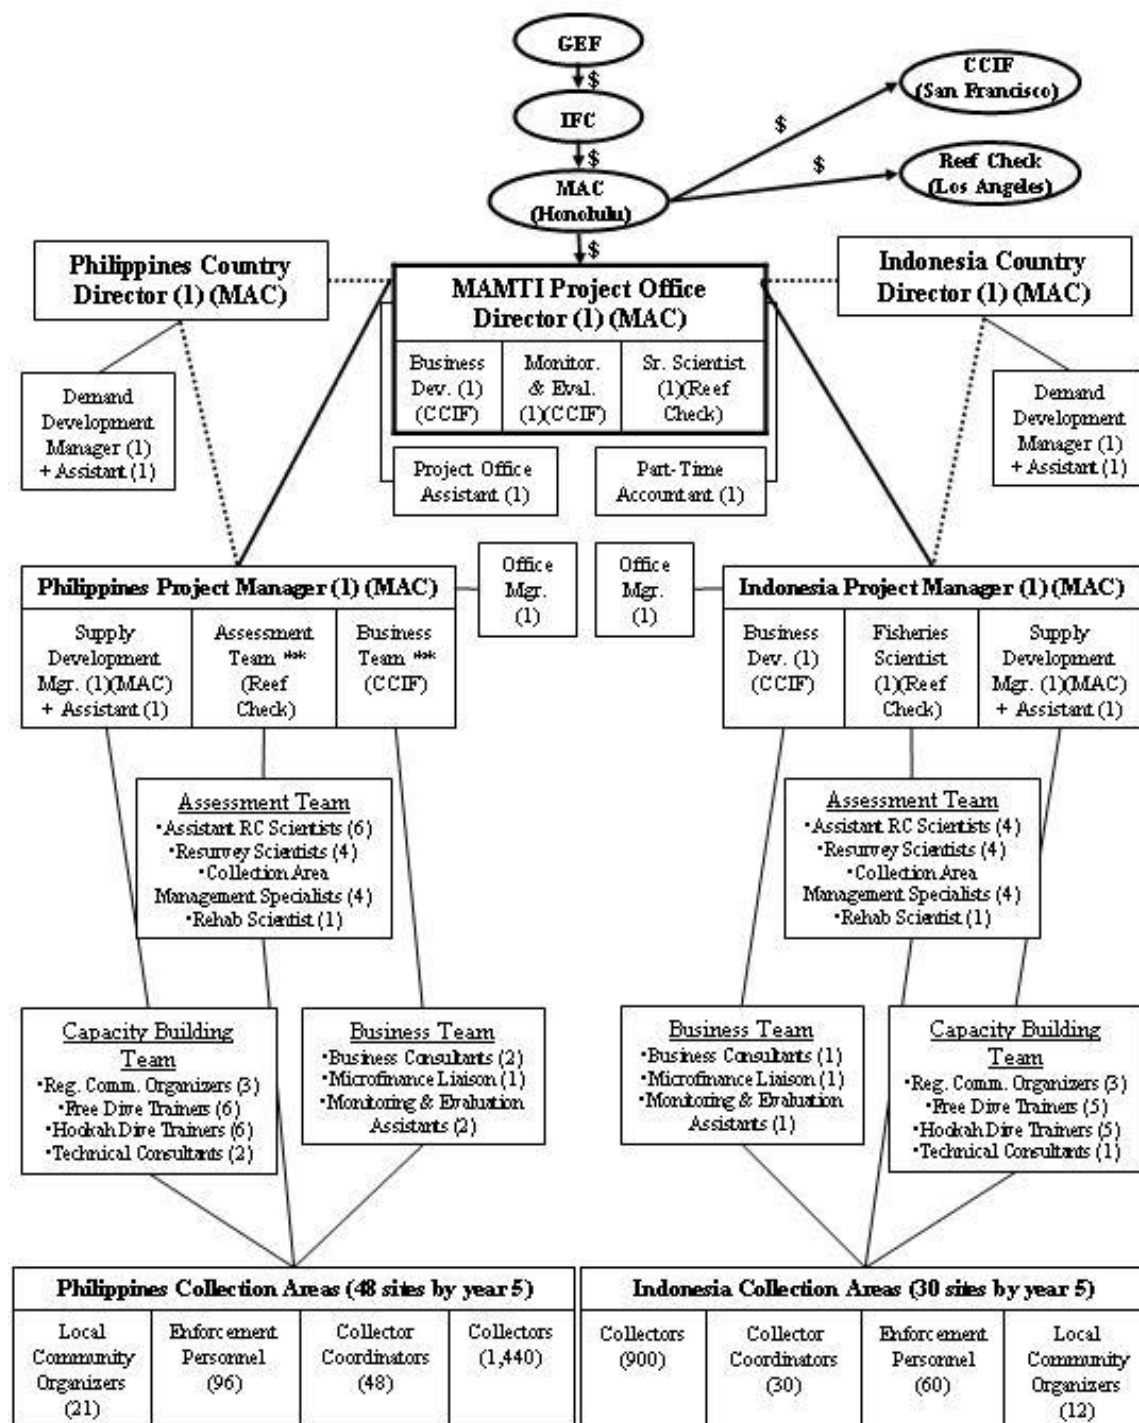 GEF
$
IFC
$
MAC
(Honolulu)
$
$
$
CCIF
(San Francisco)
Reef Check
(Los Angeles)
Philippines Country
Director (1) (MAC)
MAMTI Project Office
Director (1) (MAC)
Business
Dev. (1)
(CCIF)
Monitor.
& Eval.
(1)(CCIF)
Sr. Scientist
(1)(Reef
Check)
Indonesia Country
Director (1) (MAC)
Demand
Development
Manager (1)
+ Assistant (1)
Project Office
Assistant (1)
Part-Time
Accountant (1)
Demand
Development
Manager (1)
+ Assistant (1)
Philippines Project Manager (1) (MAC)
Supply
Development
Mgr. (1)(MAC)
+ Assistant (1)
Assessment
Team ***
(Reef
Check)
Business
Team ***
(CCIF)
Office
Mgr.
(1)
Office
Mgr.
(1)
Indonesia Project Manager (1) (MAC)
Business
Dev. (1)
(CCIF)
Fisheries
Scientist
(1)(Reef
Check)
Supply
Development
Mgr. (1)(MAC)
+ Assistant (1)
Assessment Team
•Assistant RC Scientists (6)
•Resurvey Scientists (4)
•Collection Area
Management Specialists (4)
•Rehab Scientist (1)
Assessment Team
•Assistant RC Scientists (4)
•Resurvey Scientists (4)
•Collection Area
Management Specialists (4)
•Rehab Scientist (1)
Capacity Building
Team
•Reg. Comm. Organizers (3)
•Free Dive Trainers (6)
•Hookah Dive Trainers (6)
•Technical Consultants (2)
Business Team
•Business Consultants (2)
•Microfinance Liaison (1)
•Monitoring & Evaluation
Assistants (2)
Business Team
•Business Consultants (1)
•Microfinance Liaison (1)
•Monitoring & Evaluation
Assistants (1)
Capacity Building
Team
•Reg. Comm. Organizers (3)
•Free Dive Trainers (5)
•Hookah Dive Trainers (5)
•Technical Consultants (1)
Philippines Collection Areas (48 sites by year 5)
Local
Community
Organizers
(21)
Enforcement
Personnel
(96)
Collector
Coordinators
(48)
Collectors
(1,440)
Indonesia Collection Areas (30 sites by year 5)
Collectors
(900)
Collector
Coordinators
(30)
Enforcement
Personnel
(60)
Local
Community
Organizers
(12)